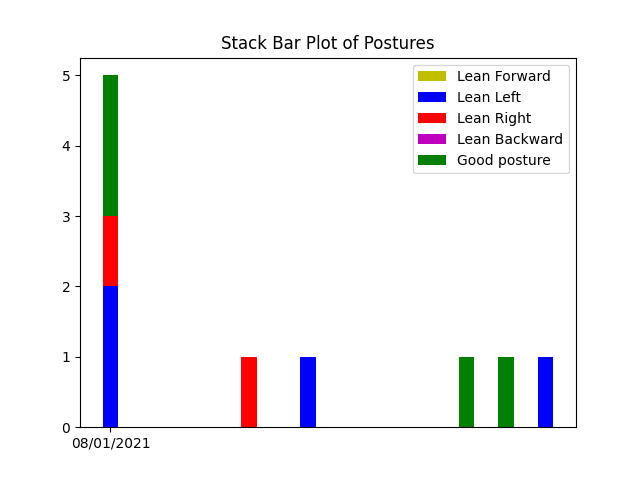 Stack Bar Plot of Postures
Lean Forward
Lean Left
Lean Right
Lean Backward
Good posture
5
4
3
2
1
0
08/01/2021